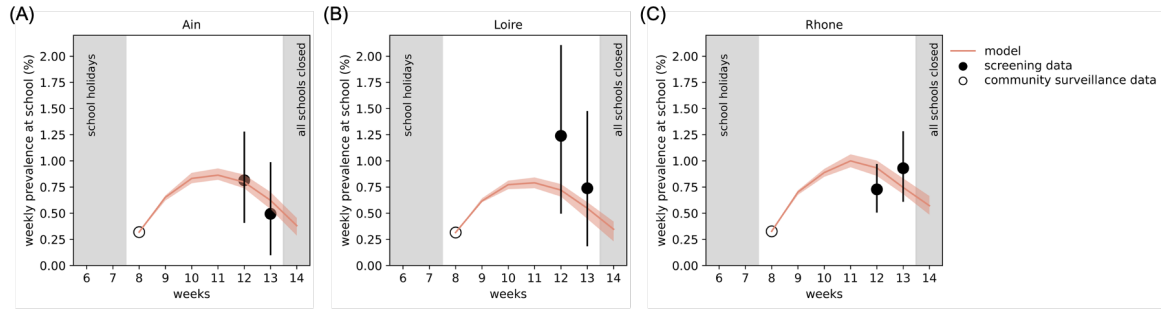 (A)
Ain
weekly prevalence at school (%)
2.00
1.75
1.50
1.25
1.00
0.75
0.50
0.25
0.00
school holidays
all schools closed
6 7 8 9 10 11 12 13 14
weeks
(B)
Loire
weekly prevalence at school (%)
2.00
1.75
1.50
1.25
1.00
0.75
0.50
0.25
0.00
school holidays
all schools closed
6 7 8 9 10 11 12 13 14
weeks
(C)
Rhone
weekly prevalence at school (%)
2.00
1.75
1.50
1.25
1.00
0.75
0.50
0.25
0.00
school holidays
all schools closed
6 7 8 9 10 11 12 13 14
weeks
model
screening data
community surveillance data